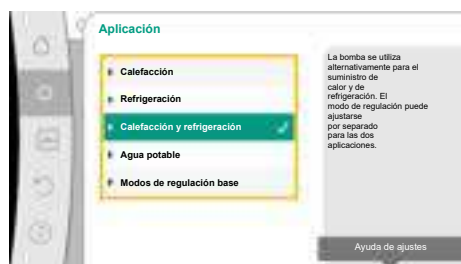 Aplicación
Calefacción
Refrigeración
Calefacción y refrigeración
Agua potable
Modos de regulación base
La bomba se utiliza
alternativamente para el
suministro de
calor y de
refrigeración. El
modo de regulación puede
ajustarse
por separado
para las dos
aplicaciones.
Ayuda de ajustes